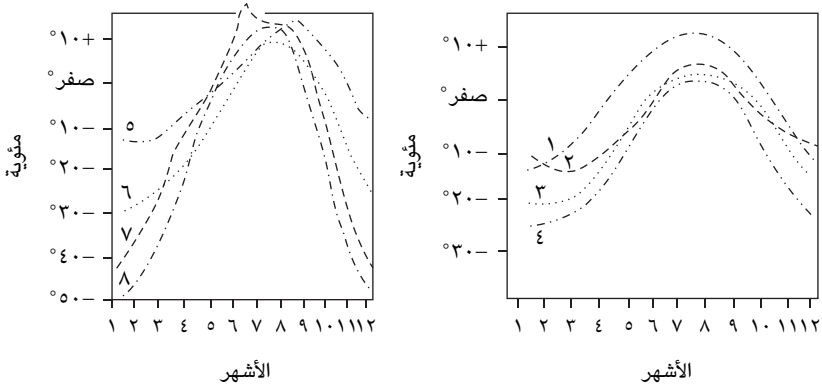 +١٠°
صفر°
−١٠°
−٢٠°
−٣٠°
−٤٠°
−٥٠°
مئوية
٥
٦
٧
٨
١ ٢ ٣ ٤ ٥ ٦ ٧ ٨ ٩ ١٠ ١١ ١٢
الأشهر
+١٠°
صفر°
−١٠°
−٢٠°
−٣٠°
مئوية
١
٢
٣
٤
١ ٢ ٣ ٤ ٥ ٦ ٧ ٨ ٩ ١٠ ١١ ١٢
الأشهر